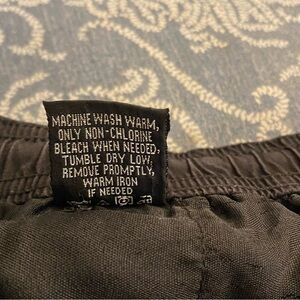 MACHINE WASH WARM,
ONLY NON-CHLORINE
BLEACH WHEN NEEDED,
TUMBLE DRY LOW,
REMOVE PROMPTLY,
WARM IRON
IF NEEDED